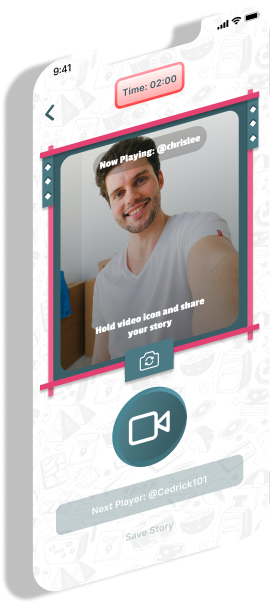 9:41
Time: 02:00
Now Playing: @chrislee
Hold video icon and share
your story
Next Player: @Cedrick101
Save Story